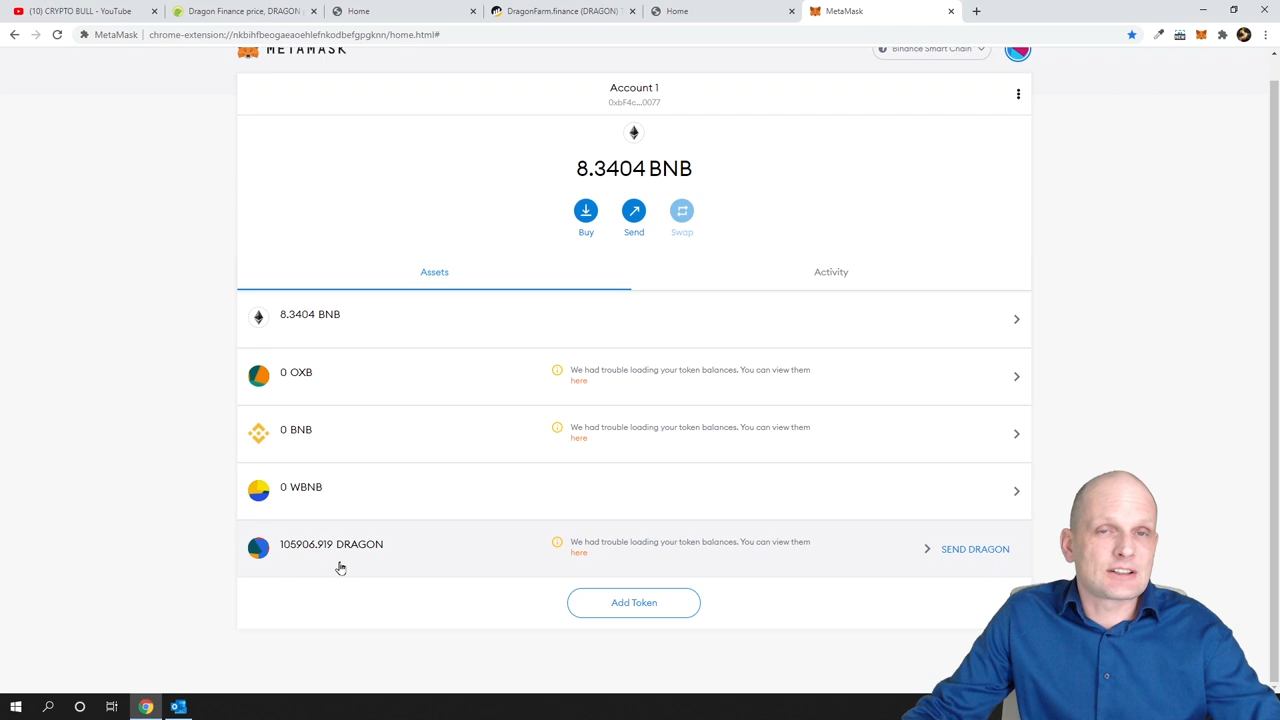 (10) CRYPTO BULL - YouTube
Dragon Finance price, DRAGON
Home
DragonFarm.finance (DRAGON) T
Home
MetaMask
MetaMask
chrome-extension://nkbihfbeogaeaoehlefnkodbefgpgknn/home.html#
METAMASK
Binance Smart Chain
Account 1
0xbF4c...0077
8.3404 BNB
Buy
Send
Swap
Assets
Activity
8.3404 BNB
0 OXB
We had trouble loading your token balances. You can view them
here
0 BNB
We had trouble loading your token balances. You can view them
here
0 WBNB
105906.919 DRAGON
We had trouble loading your token balances. You can view them
here
SEND DRAGON
Add Token